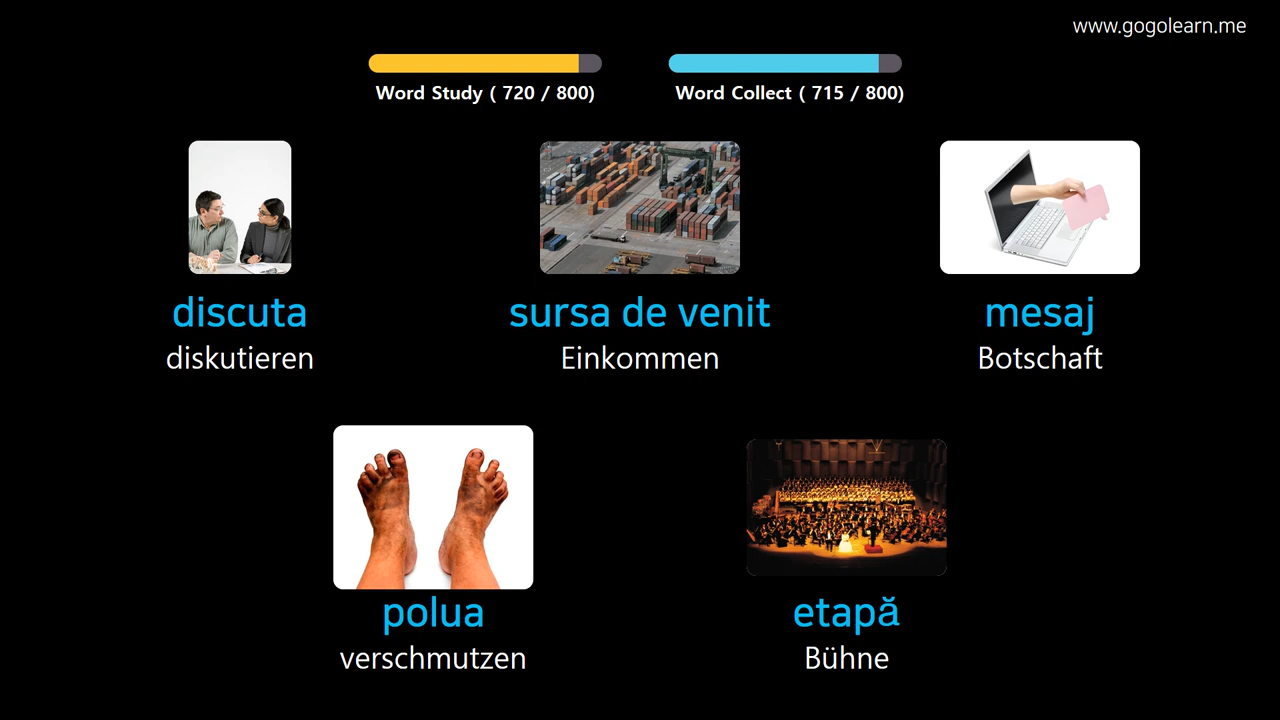 www.gogolearn.me
Word Study ( 720 / 800)
Word Collect ( 715 / 800)
discuta
diskutieren
sursa de venit
Einkommen
mesaj
Botschaft
polua
verschmutzen
etapă
Bühne